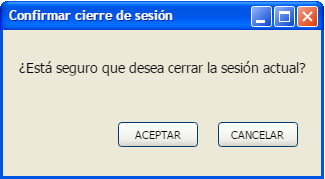 Confirmar cierre de sesión
¿Está seguro que desea cerrar la sesión actual?
ACEPTAR
CANCELAR